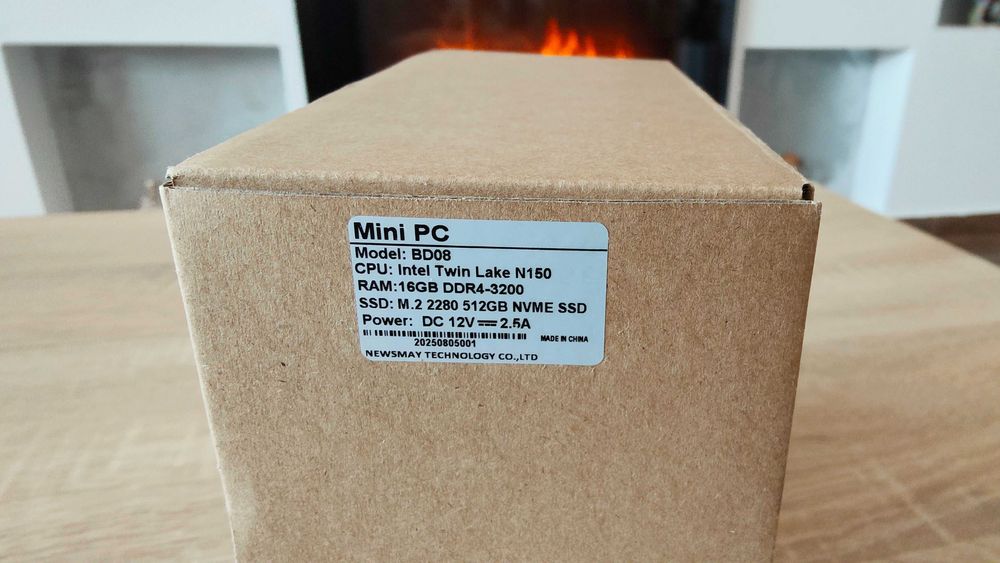 Mini PC
Model: BD08
CPU: Intel Twin Lake N150
RAM:16GB DDR4-3200
SSD: M.2 2280 512GB NVME SSD
Power: DC 12V⎓2.5A
20250805001 MADE IN CHINA
NEWSMAY TECHNOLOGY CO.,LTD